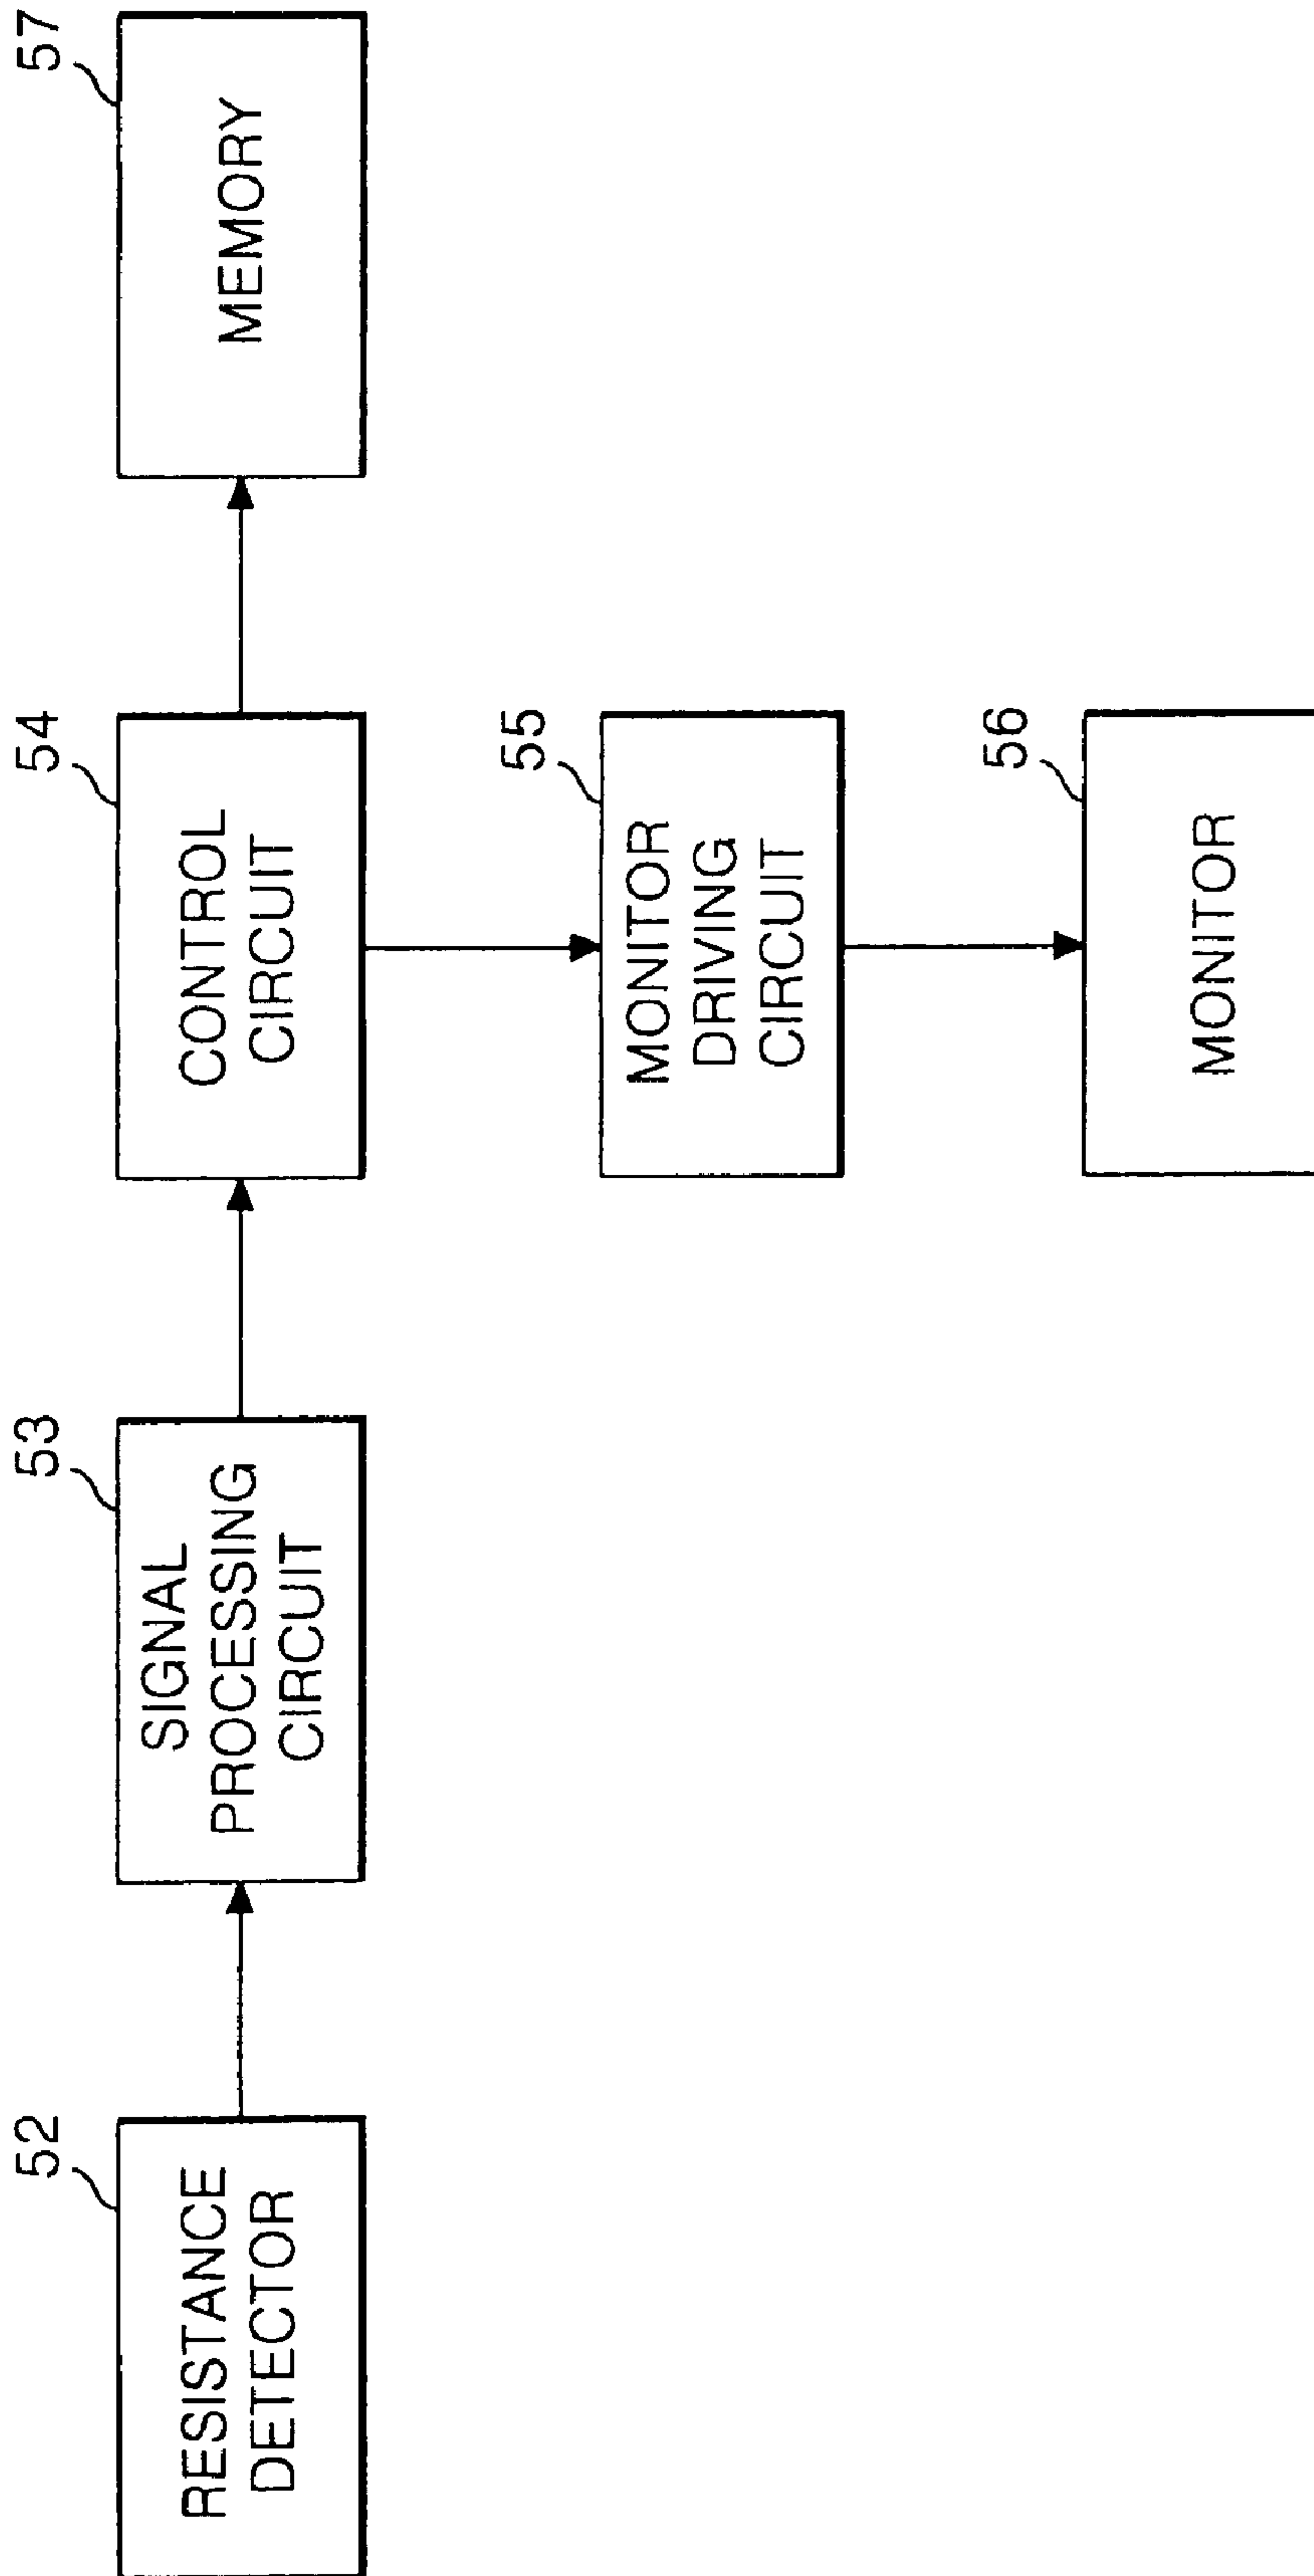 52
RESISTANCE
DETECTOR
53
SIGNAL
PROCESSING
CIRCUIT
54
CONTROL
CIRCUIT
57
MEMORY
55
MONITOR
DRIVING
CIRCUIT
56
MONITOR